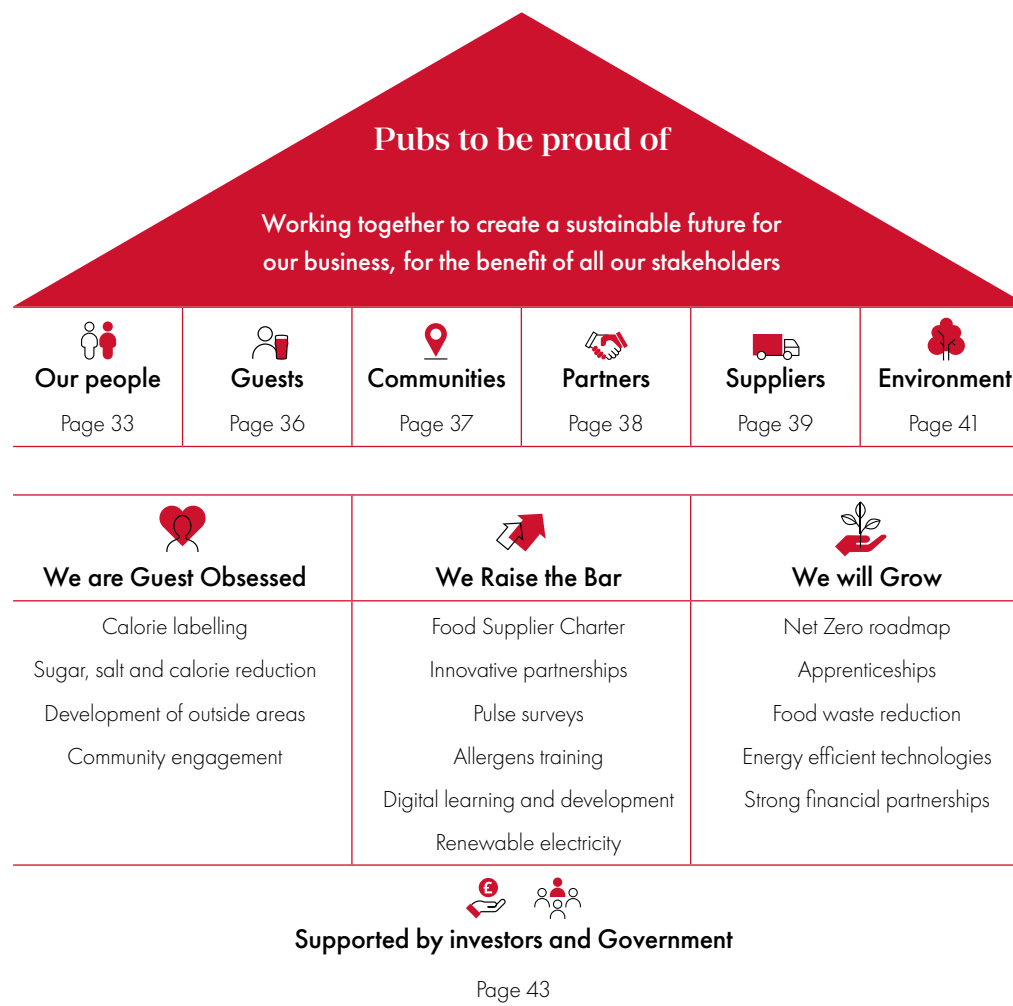 Pubs to be proud of
Working together to create a sustainable future for
our business, for the benefit of all our stakeholders
Our people
Page 33
Guests
Page 36
Communities
Page 37
Partners
Page 38
Suppliers
Page 39
Environment
Page 41
We are Guest Obsessed
Calorie labelling
Sugar, salt and calorie reduction
Development of outside areas
Community engagement
We Raise the Bar
Food Supplier Charter
Innovative partnerships
Pulse surveys
Allergens training
Digital learning and development
Renewable electricity
We will Grow
Net Zero roadmap
Apprenticeships
Food waste reduction
Energy efficient technologies
Strong financial partnerships
£
Supported by investors and Government
Page 43